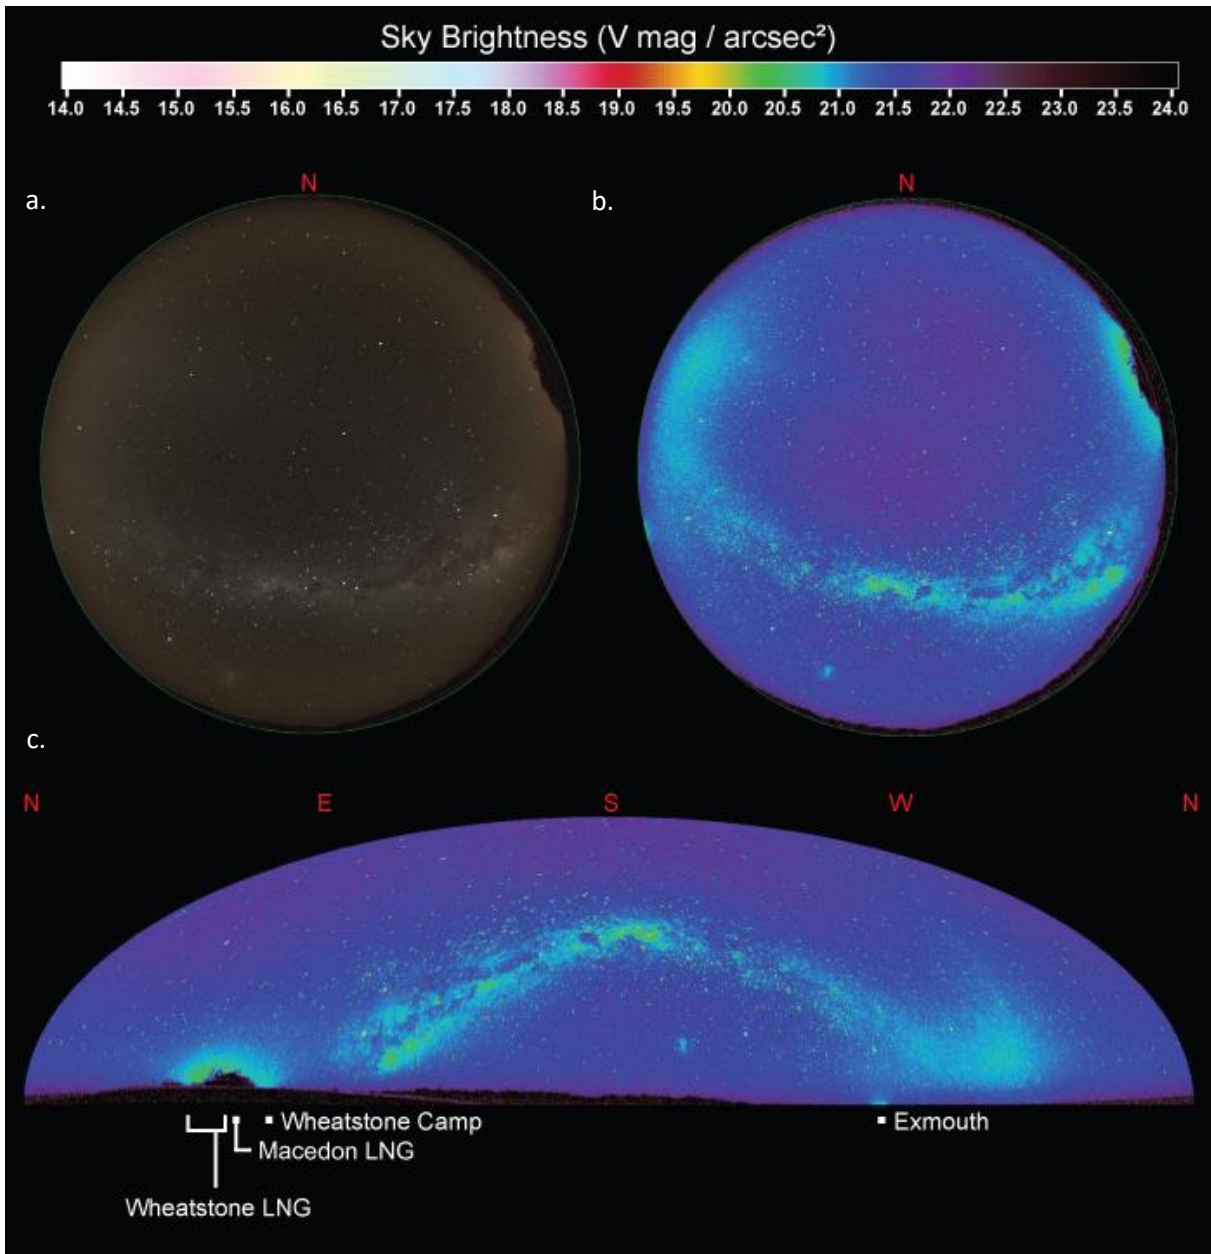 Sky Brightness (V mag / arcsec²)
14.0 14.5 15.0 15.5 16.0 16.5 17.0 17.5 18.0 18.5 19.0 19.5 20.0 20.5 21.0 21.5 22.0 22.5 23.0 23.5 24.0
a. N
b. N
c.
N E S W N
Wheatstone Camp
Exmouth
Macedon LNG
Wheatstone LNG